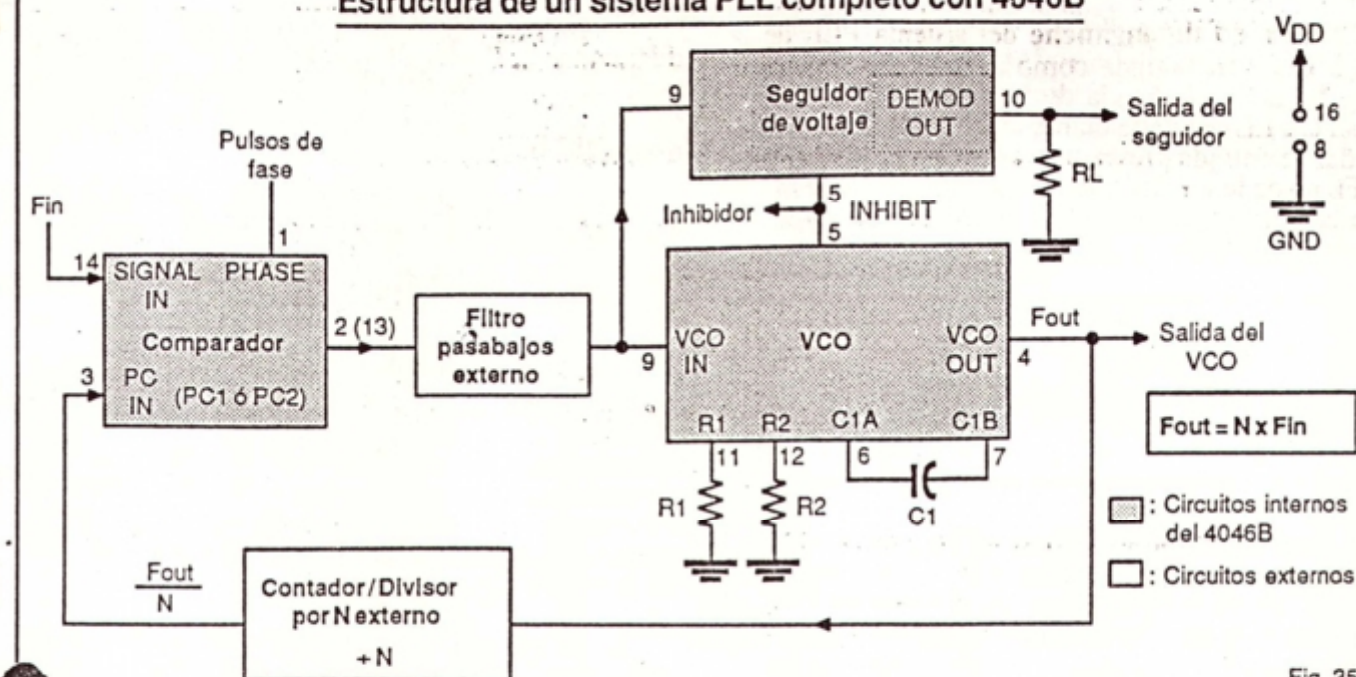 Estructura de un sistema PLL completo con 4046B
VDD
16
8
GND
9
Seguidor
de voltaje
DEMOD
OUT
10
Salida del
seguidor
RL
Pulsos de
fase
1
Fin
14
SIGNAL
IN
PHASE
Comparador
3
PC
IN
(PC1 ó PC2)
2 (13)
Filtro
pasabajos
externo
5
Inhibidor
INHIBIT
5
9
VCO
IN
VCO
VCO
OUT
Fout
4
Salida del
VCO
R1
R2
C1A
C1B
11
12
6
7
R1
R2
C1
Fout = N x Fin
: Circuitos internos
del 4046B
: Circuitos externos
Fout
N
Contador/Divisor
por N externo
÷ N